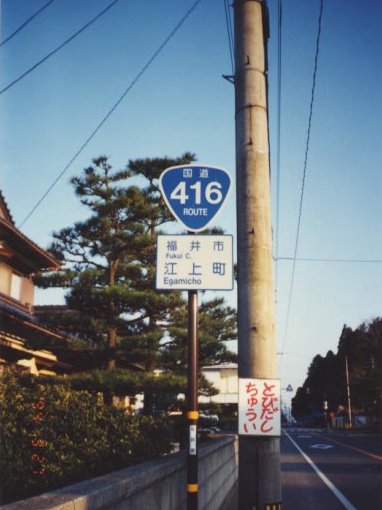 国道
416
ROUTE
福井市
Fukui C.
江上町
Egamicho
とびだし
ちゅうい